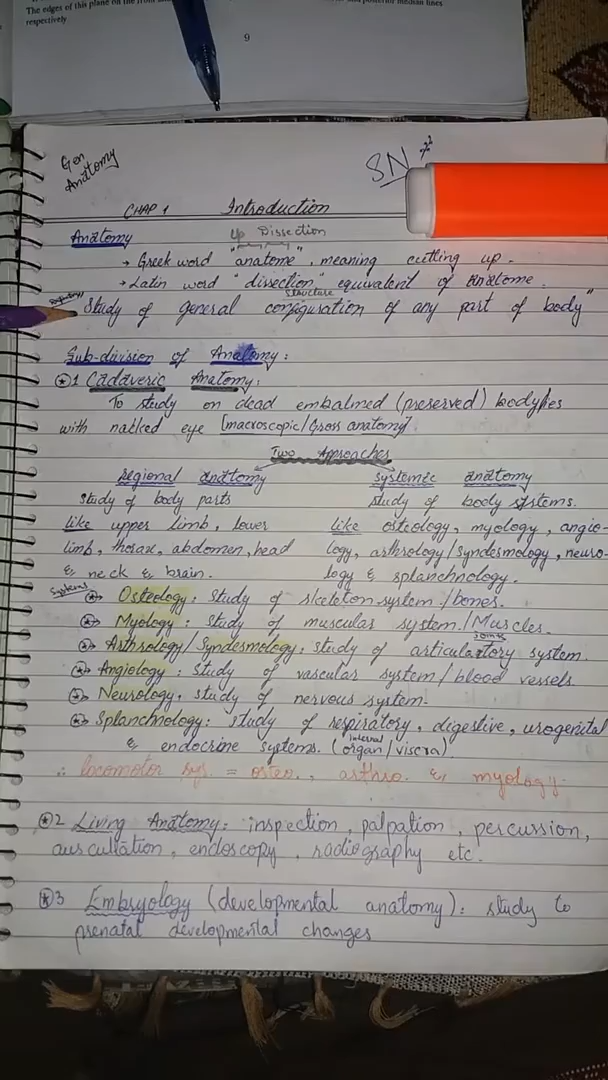 The edges of this plane on the
respectively
9
Gen
Anatomy
SN
CHAP 1 Introduction
Anatomy
Up Dissection
→ Greek word "anatome", meaning cutting up.
→ Latin word "dissection" equivalent of anatome.
structure
"Study of general configuration of any part of body"
Sub-division of Anatomy:
1 Cadaveric Anatomy:
To study on dead embalmed (preserved) body/ies
with natked eye [macroscopic/Gross anatomy].
Two Approaches
regional anatomy
study of body parts
like upper limb, lower
limb, thorax, abdomen, head
& neck & brain.
systemic anatomy
study of body systems.
like osteology, myology, angio-
logy, arthrology/syndesmology, neuro-
logy & splanchnology.
Systems
Osteology: Study of skeleton system/bones.
Myology: study of muscular system./Muscles.
joints
Arthrology/Syndesmology: study of articulatory system.
Angiology: Study of vascular system/blood vessels.
Neurology: study of nervous system.
Splanchnology: study of respiratory, digestive, urogenital
internal
& endocrine systems. (organ/viscra)
∴ locomotor sys. = osteo., arthro. & myology.
2 Living Anatomy: inspection, palpation, percussion,
auscultation, endoscopy, radiography etc.
3 Embryology (developmental anatomy): study to
prenatal developmental changes